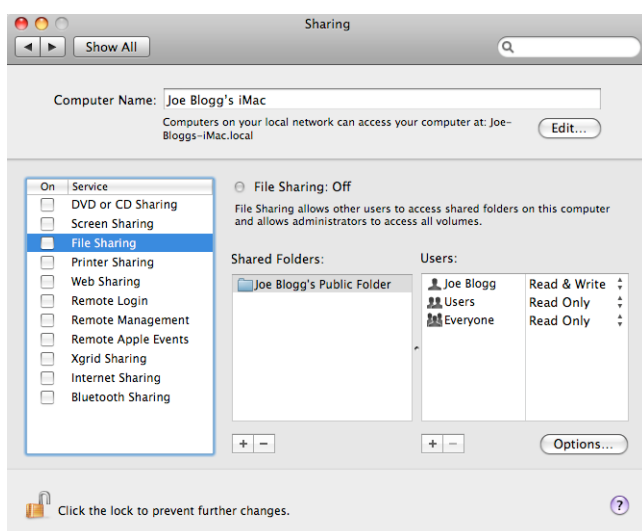 Sharing
Show All
Computer Name: Joe Blogg's iMac
Computers on your local network can access your computer at: Joe-
Bloggs-iMac.local
Edit...
On Service
DVD or CD Sharing
Screen Sharing
File Sharing
Printer Sharing
Web Sharing
Remote Login
Remote Management
Remote Apple Events
Xgrid Sharing
Internet Sharing
Bluetooth Sharing
File Sharing: Off
File Sharing allows other users to access shared folders on this computer
and allows administrators to access all volumes.
Shared Folders:
Joe Blogg's Public Folder
Users:
Joe Blogg Read & Write
Users Read Only
Everyone Read Only
+ −
+ −
Options...
Click the lock to prevent further changes.
?